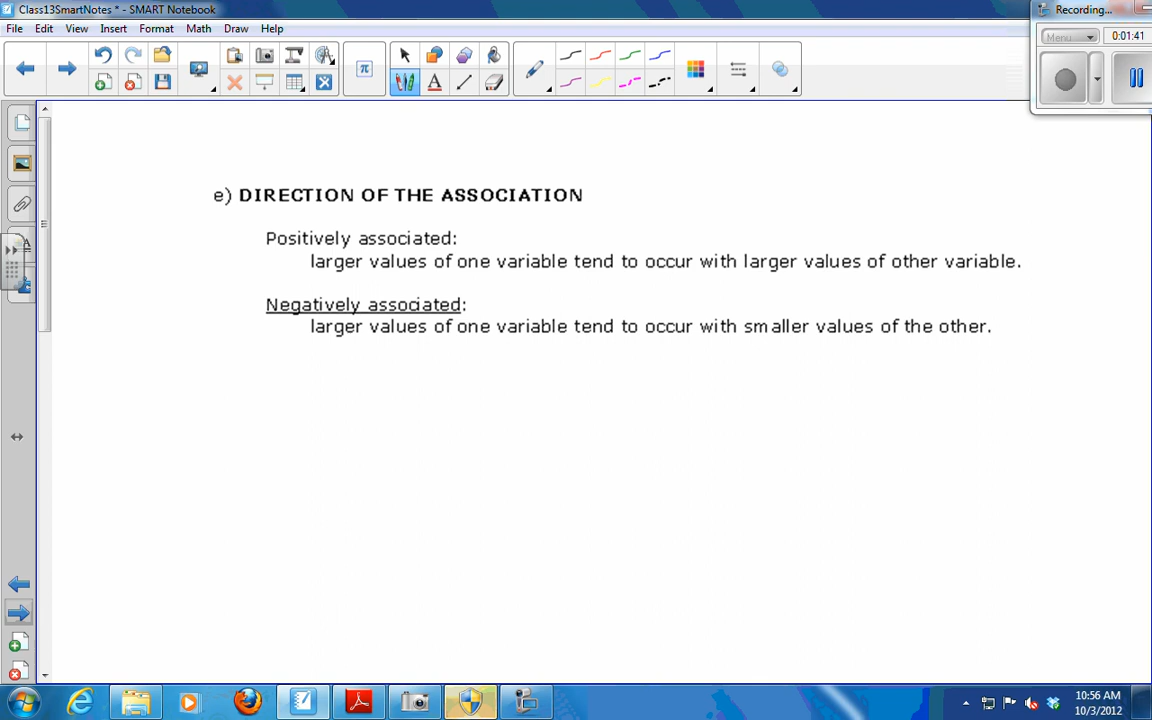 Class13SmartNotes * - SMART Notebook
Recording...
File Edit View Insert Format Math Draw Help
Menu
0:01:41
π
A
e) DIRECTION OF THE ASSOCIATION
Positively associated:
larger values of one variable tend to occur with larger values of other variable.
Negatively associated:
larger values of one variable tend to occur with smaller values of the other.
10:56 AM
10/3/2012